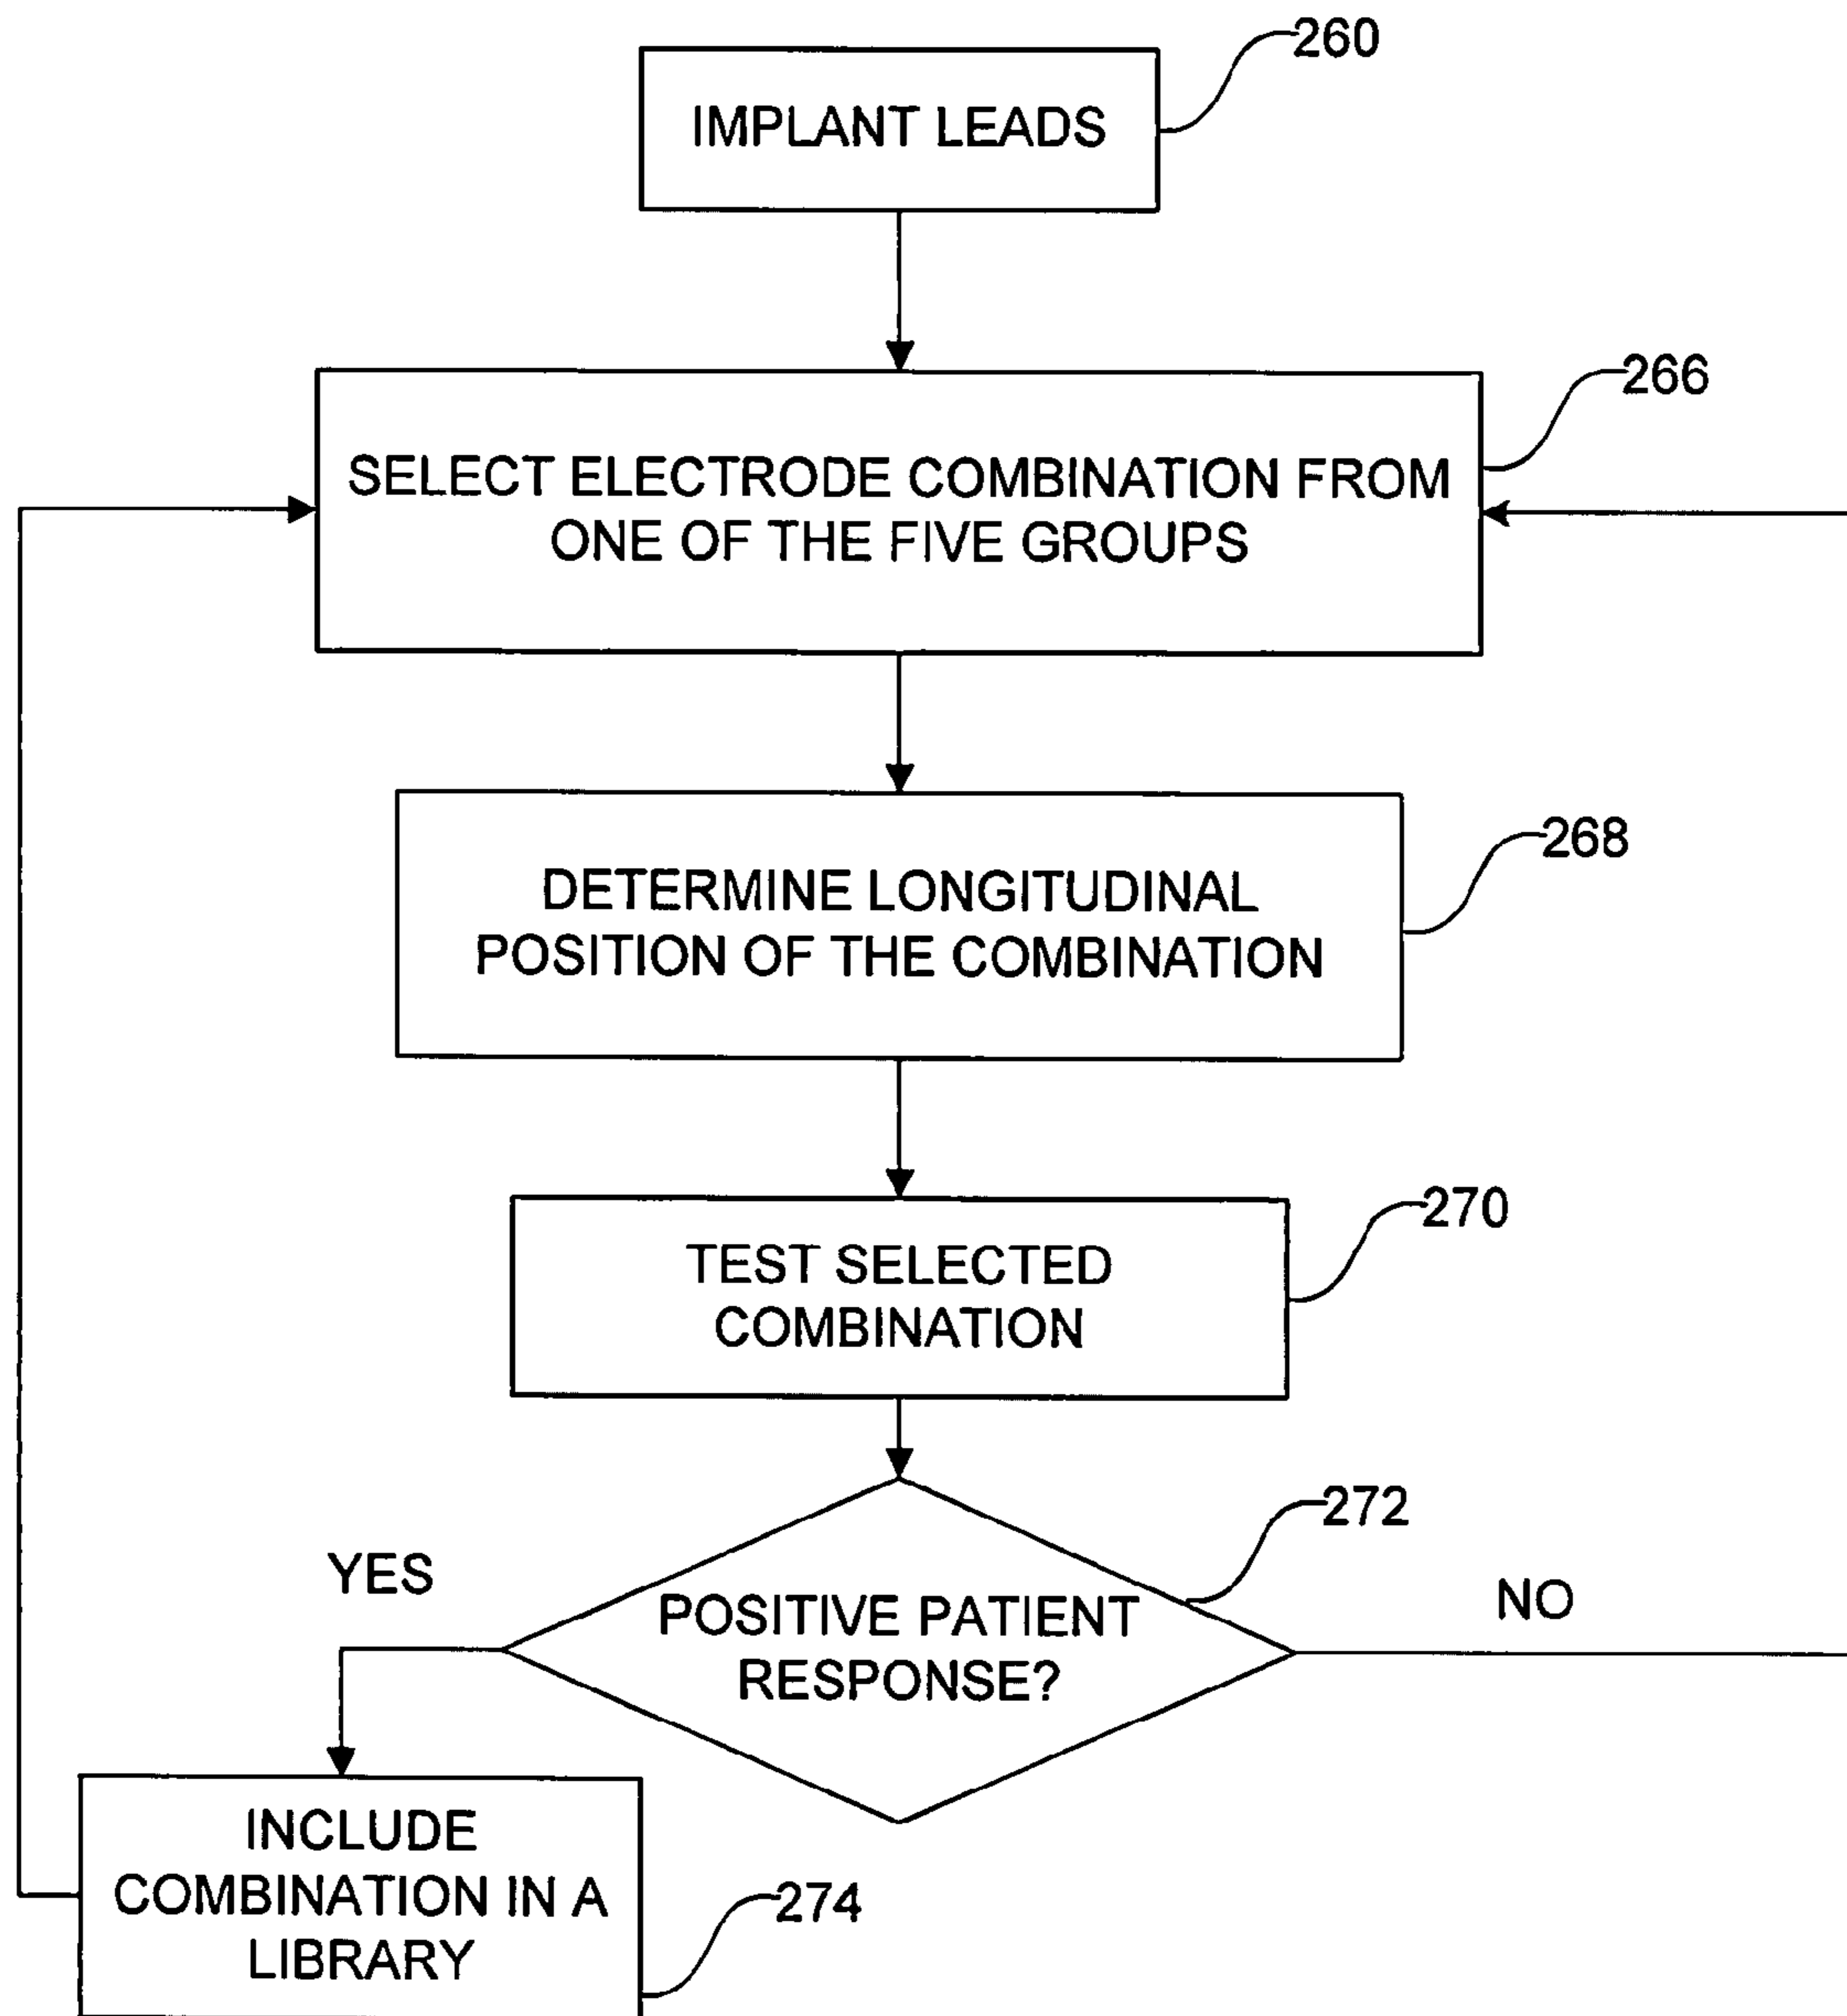 260
IMPLANT LEADS
266
SELECT ELECTRODE COMBINATION FROM
ONE OF THE FIVE GROUPS
268
DETERMINE LONGITUDINAL
POSITION OF THE COMBINATION
270
TEST SELECTED
COMBINATION
272
YES
NO
POSITIVE PATIENT
RESPONSE?
INCLUDE
COMBINATION IN A
LIBRARY
274